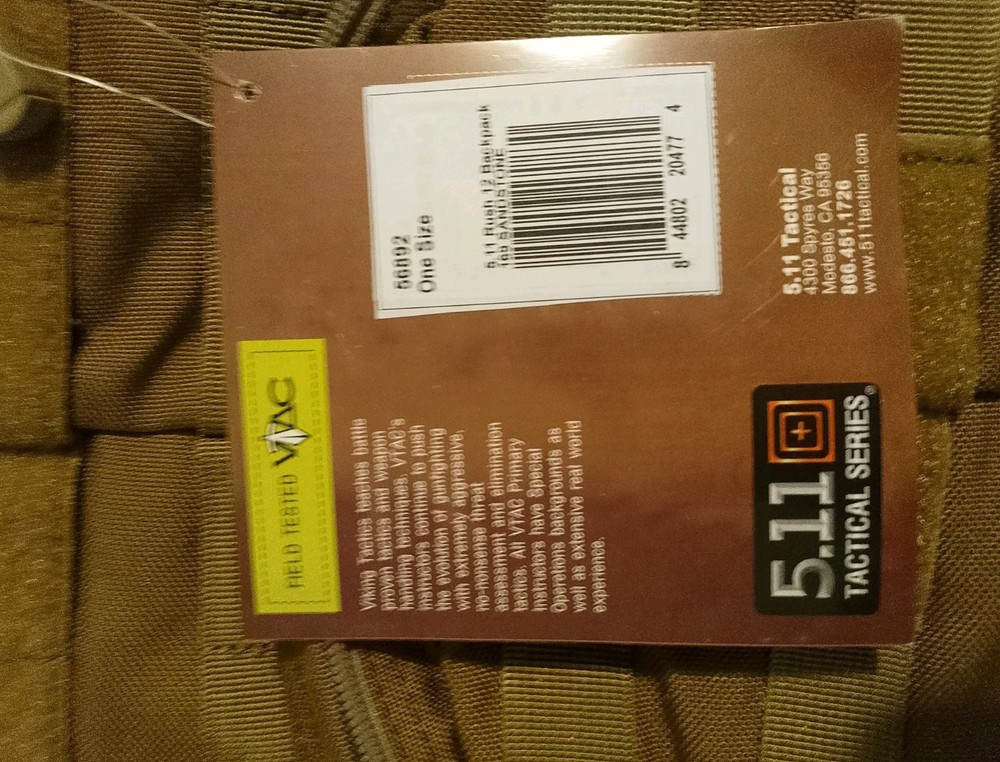 FIELD TESTED VTAC
Viking Tactics teaches battle
proven tactics and weapon
handling techniques. VTAC's
instructors continue to push
the evolution of gunfighting
with extremely aggressive,
no-nonsense threat
assessment and elimination
tactics. All VTAC Primary
Instructors have Special
Operations backgrounds as
well as extensive real world
experience.
56892
One Size
5.11 Rush 12 Backpack
169 SANDSTONE
8 44802 20477 4
5.11 Tactical
4300 Spyres Way
Modesto, CA 95356
866.451.1726
www.511tactical.com
5.11
TACTICAL SERIES®